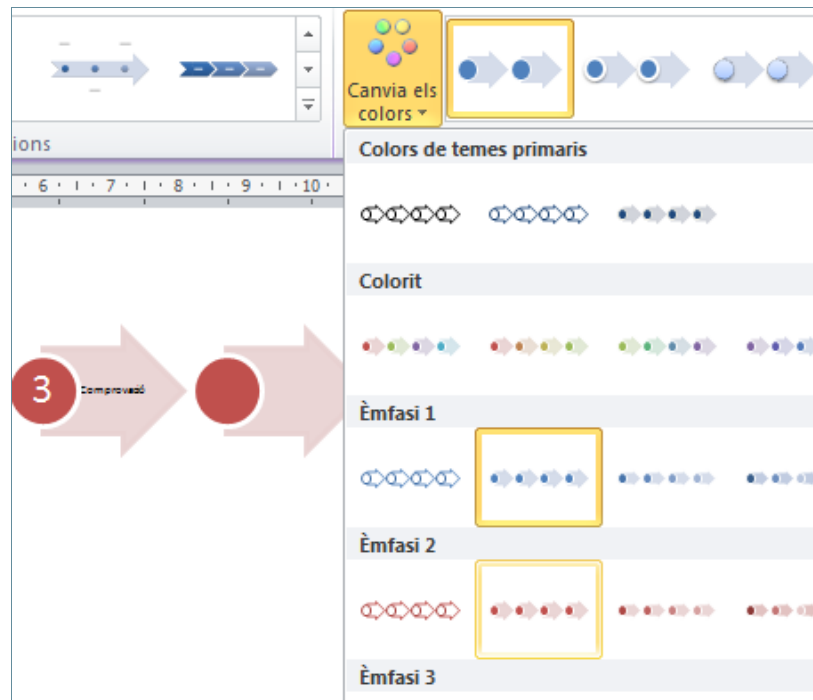 Canvia els
colors
ions
Colors de temes primaris
· 6 · ı · 7 · ı · 8 · ı · 9 · ı · 10 ·
Colorit
3
Comprovació
Èmfasi 1
Èmfasi 2
Èmfasi 3